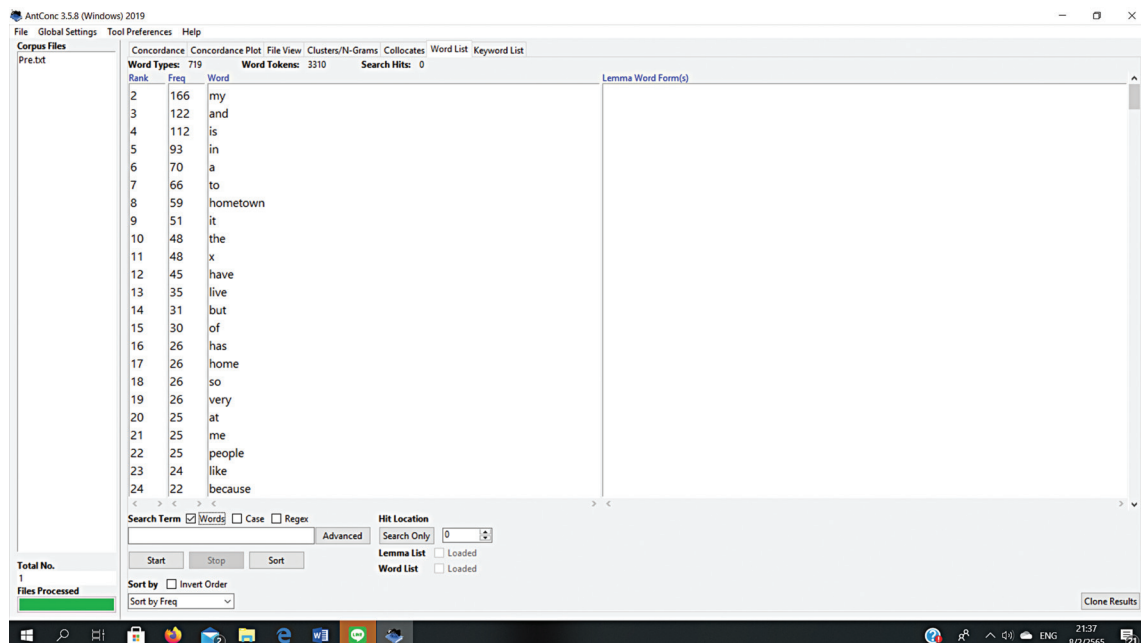 AntConc 3.5.8 (Windows) 2019
File Global Settings Tool Preferences Help
Corpus Files
Pre.txt
Concordance Concordance Plot File View Clusters/N-Grams Collocates Word List Keyword List
Word Types: 719 Word Tokens: 3310 Search Hits: 0
Rank Freq Word Lemma Word Form(s)
2 166 my
3 122 and
4 112 is
5 93 in
6 70 a
7 66 to
8 59 hometown
9 51 it
10 48 the
11 48 x
12 45 have
13 35 live
14 31 but
15 30 of
16 26 has
17 26 home
18 26 so
19 26 very
20 25 at
21 25 me
22 25 people
23 24 like
24 22 because
Search Term Words Case Regex Hit Location
Advanced Search Only 0
Start Stop Sort Lemma List Loaded
Word List Loaded
Sort by Invert Order
Sort by Freq
Total No.
1
Files Processed
Clone Results
ENG 21:37
8/2/2565